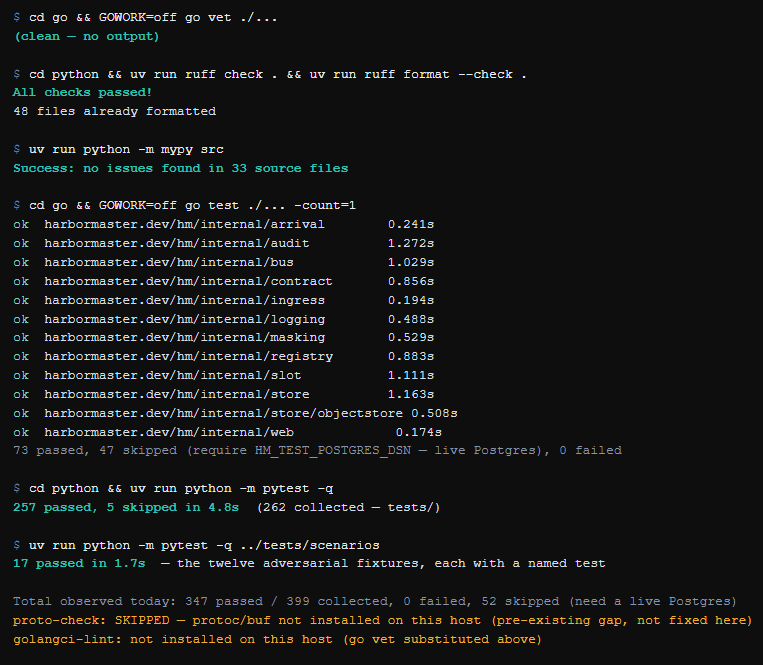 $ cd go && GOWORK=off go vet ./...
(clean — no output)
$ cd python && uv run ruff check . && uv run ruff format --check .
All checks passed!
48 files already formatted
$ uv run python -m mypy src
Success: no issues found in 33 source files
$ cd go && GOWORK=off go test ./... -count=1
ok harbormaster.dev/hm/internal/arrival 0.241s
ok harbormaster.dev/hm/internal/audit 1.272s
ok harbormaster.dev/hm/internal/bus 1.029s
ok harbormaster.dev/hm/internal/contract 0.856s
ok harbormaster.dev/hm/internal/ingress 0.194s
ok harbormaster.dev/hm/internal/logging 0.488s
ok harbormaster.dev/hm/internal/masking 0.529s
ok harbormaster.dev/hm/internal/registry 0.883s
ok harbormaster.dev/hm/internal/slot 1.111s
ok harbormaster.dev/hm/internal/store 1.163s
ok harbormaster.dev/hm/internal/store/objectstore 0.508s
ok harbormaster.dev/hm/internal/web 0.174s
73 passed, 47 skipped (require HM_TEST_POSTGRES_DSN — live Postgres), 0 failed
$ cd python && uv run python -m pytest -q
257 passed, 5 skipped in 4.8s (262 collected — tests/)
$ uv run python -m pytest -q ../tests/scenarios
17 passed in 1.7s — the twelve adversarial fixtures, each with a named test
Total observed today: 347 passed / 399 collected, 0 failed, 52 skipped (need a live Postgres)
proto-check: SKIPPED — protoc/buf not installed on this host (pre-existing gap, not fixed here)
golangci-lint: not installed on this host (go vet substituted above)